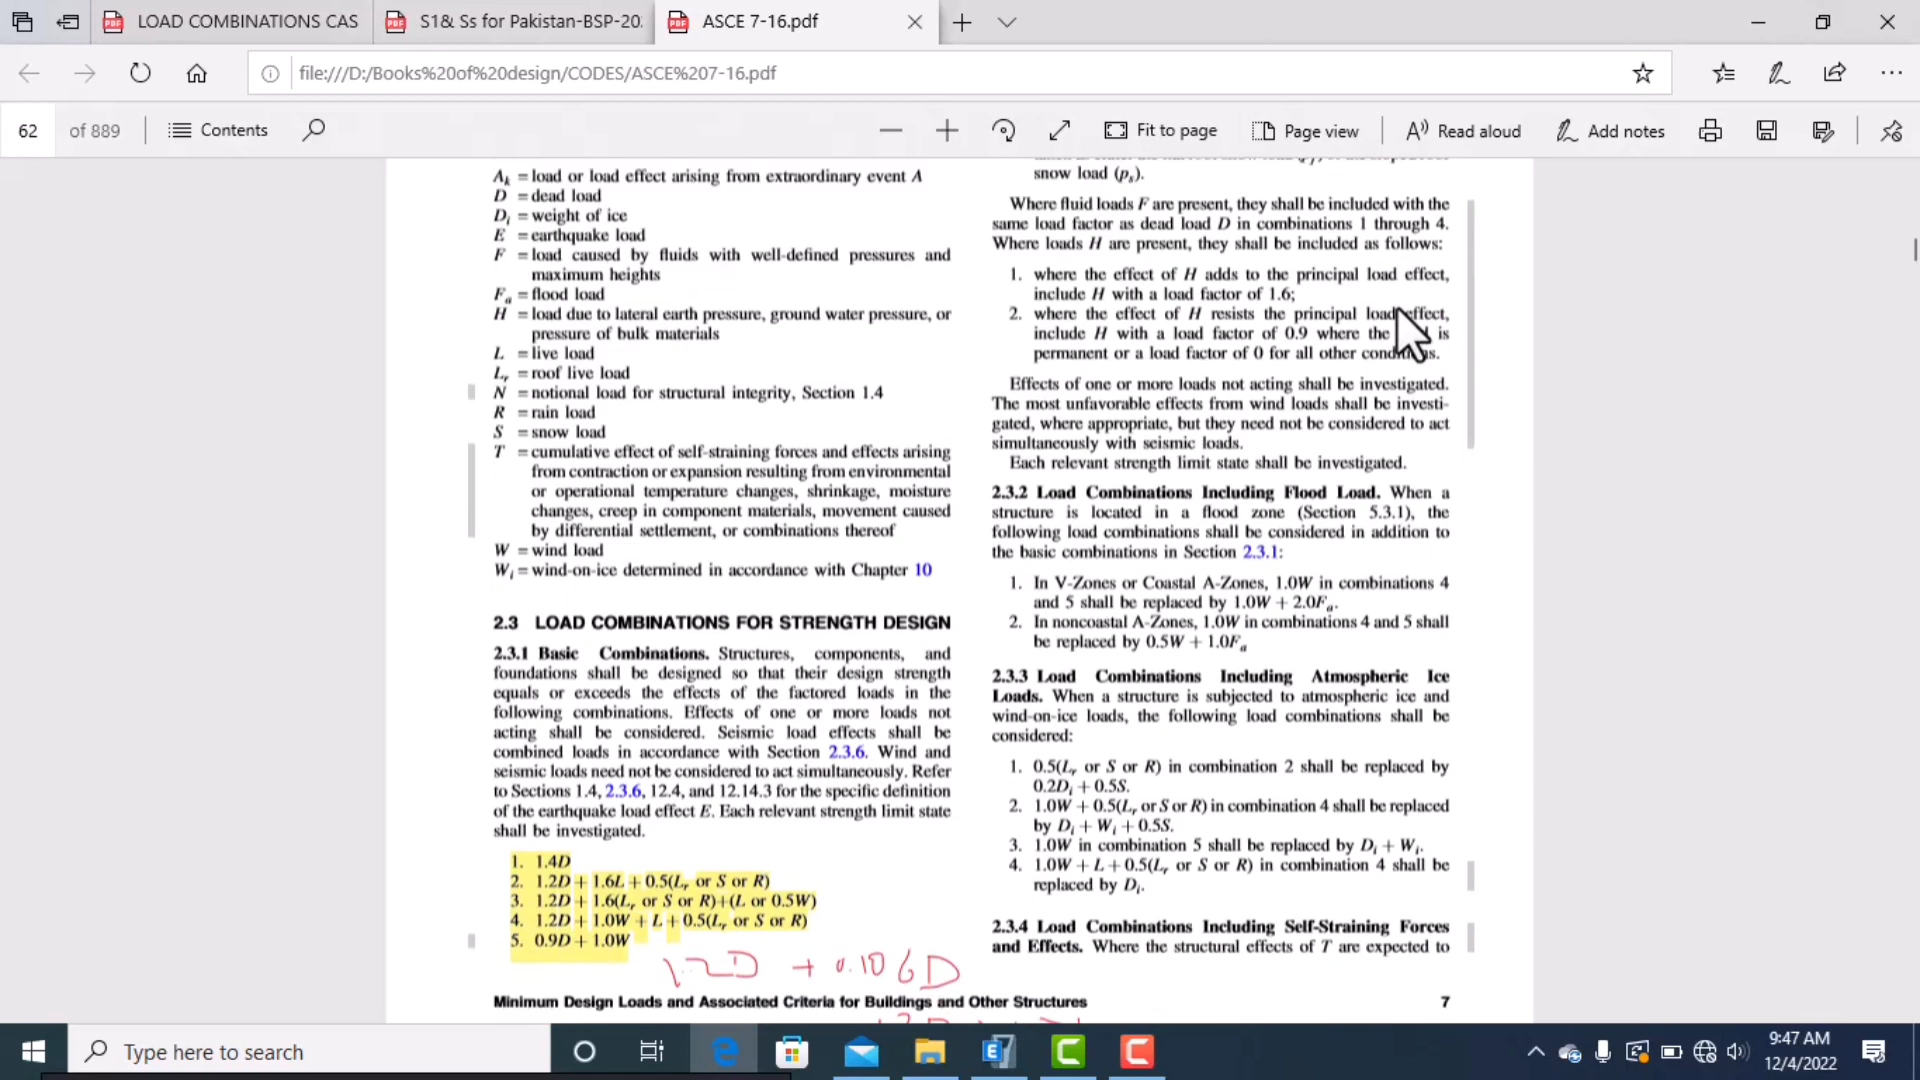 LOAD COMBINATIONS CAS
S1& Ss for Pakistan-BSP-20
ASCE 7-16.pdf
file:///D:/Books%20of%20design/CODES/ASCE%207-16.pdf
62 of 889
Contents
Fit to page
Page view
Read aloud
Add notes
A_k = load or load effect arising from extraordinary event A
D = dead load
D_i = weight of ice
E = earthquake load
F = load caused by fluids with well-defined pressures and
maximum heights
F_a = flood load
H = load due to lateral earth pressure, ground water pressure, or
pressure of bulk materials
L = live load
L_r = roof live load
N = notional load for structural integrity, Section 1.4
R = rain load
S = snow load
T = cumulative effect of self-straining forces and effects arising
from contraction or expansion resulting from environmental
or operational temperature changes, shrinkage, moisture
changes, creep in component materials, movement caused
by differential settlement, or combinations thereof
W = wind load
W_i = wind-on-ice determined in accordance with Chapter 10
2.3 LOAD COMBINATIONS FOR STRENGTH DESIGN
2.3.1 Basic Combinations. Structures, components, and
foundations shall be designed so that their design strength
equals or exceeds the effects of the factored loads in the
following combinations. Effects of one or more loads not
acting shall be considered. Seismic load effects shall be
combined loads in accordance with Section 2.3.6. Wind and
seismic loads need not be considered to act simultaneously. Refer
to Sections 1.4, 2.3.6, 12.4, and 12.14.3 for the specific definition
of the earthquake load effect E. Each relevant strength limit state
shall be investigated.
1. 1.4D
2. 1.2D + 1.6L + 0.5(L_r or S or R)
3. 1.2D + 1.6(L_r or S or R)+(L or 0.5W)
4. 1.2D + 1.0W + L + 0.5(L_r or S or R)
5. 0.9D + 1.0W
1.2D + 0.106D
snow load (p_s).
Where fluid loads F are present, they shall be included with the
same load factor as dead load D in combinations 1 through 4.
Where loads H are present, they shall be included as follows:
1. where the effect of H adds to the principal load effect,
include H with a load factor of 1.6;
2. where the effect of H resists the principal load effect,
include H with a load factor of 0.9 where the is
permanent or a load factor of 0 for all other conditions.
Effects of one or more loads not acting shall be investigated.
The most unfavorable effects from wind loads shall be investi-
gated, where appropriate, but they need not be considered to act
simultaneously with seismic loads.
Each relevant strength limit state shall be investigated.
2.3.2 Load Combinations Including Flood Load. When a
structure is located in a flood zone (Section 5.3.1), the
following load combinations shall be considered in addition to
the basic combinations in Section 2.3.1:
1. In V-Zones or Coastal A-Zones, 1.0W in combinations 4
and 5 shall be replaced by 1.0W + 2.0F_a.
2. In noncoastal A-Zones, 1.0W in combinations 4 and 5 shall
be replaced by 0.5W + 1.0F_a
2.3.3 Load Combinations Including Atmospheric Ice
Loads. When a structure is subjected to atmospheric ice and
wind-on-ice loads, the following load combinations shall be
considered:
1. 0.5(L_r or S or R) in combination 2 shall be replaced by
0.2D_i + 0.5S.
2. 1.0W + 0.5(L_r or S or R) in combination 4 shall be replaced
by D_i + W_i + 0.5S.
3. 1.0W in combination 5 shall be replaced by D_i + W_i.
4. 1.0W + L + 0.5(L_r or S or R) in combination 4 shall be
replaced by D_i.
2.3.4 Load Combinations Including Self-Straining Forces
and Effects. Where the structural effects of T are expected to
Minimum Design Loads and Associated Criteria for Buildings and Other Structures
7
Type here to search
9:47 AM
12/4/2022